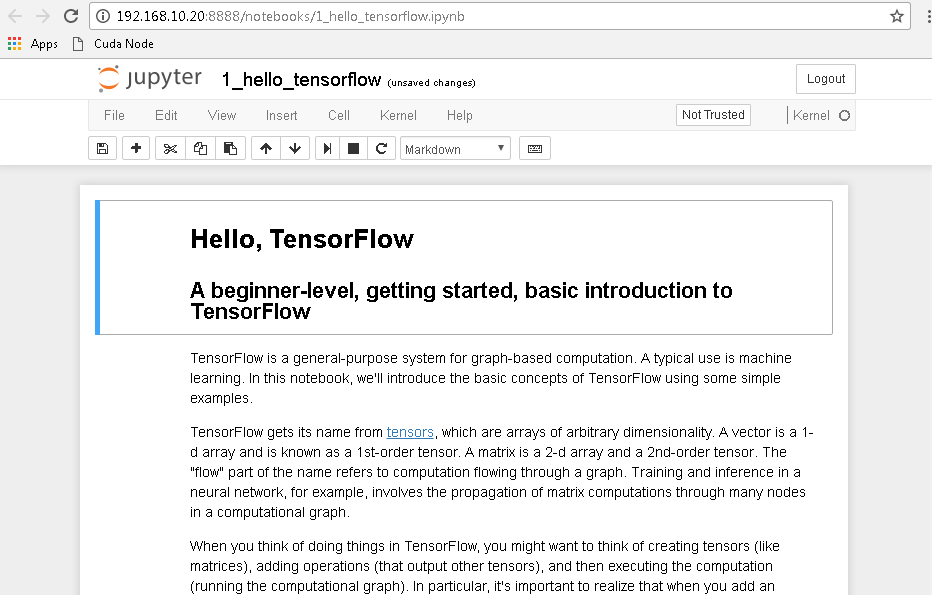 192.168.10.20:8888/notebooks/1_hello_tensorflow.ipynb
Apps Cuda Node
jupyter 1_hello_tensorflow (unsaved changes) Logout
File Edit View Insert Cell Kernel Help Not Trusted Kernel
Markdown
Hello, TensorFlow
A beginner-level, getting started, basic introduction to
TensorFlow
TensorFlow is a general-purpose system for graph-based computation. A typical use is machine
learning. In this notebook, we'll introduce the basic concepts of TensorFlow using some simple
examples.
TensorFlow gets its name from tensors, which are arrays of arbitrary dimensionality. A vector is a 1-
d array and is known as a 1st-order tensor. A matrix is a 2-d array and a 2nd-order tensor. The
"flow" part of the name refers to computation flowing through a graph. Training and inference in a
neural network, for example, involves the propagation of matrix computations through many nodes
in a computational graph.
When you think of doing things in TensorFlow, you might want to think of creating tensors (like
matrices), adding operations (that output other tensors), and then executing the computation
(running the computational graph). In particular, it's important to realize that when you add an